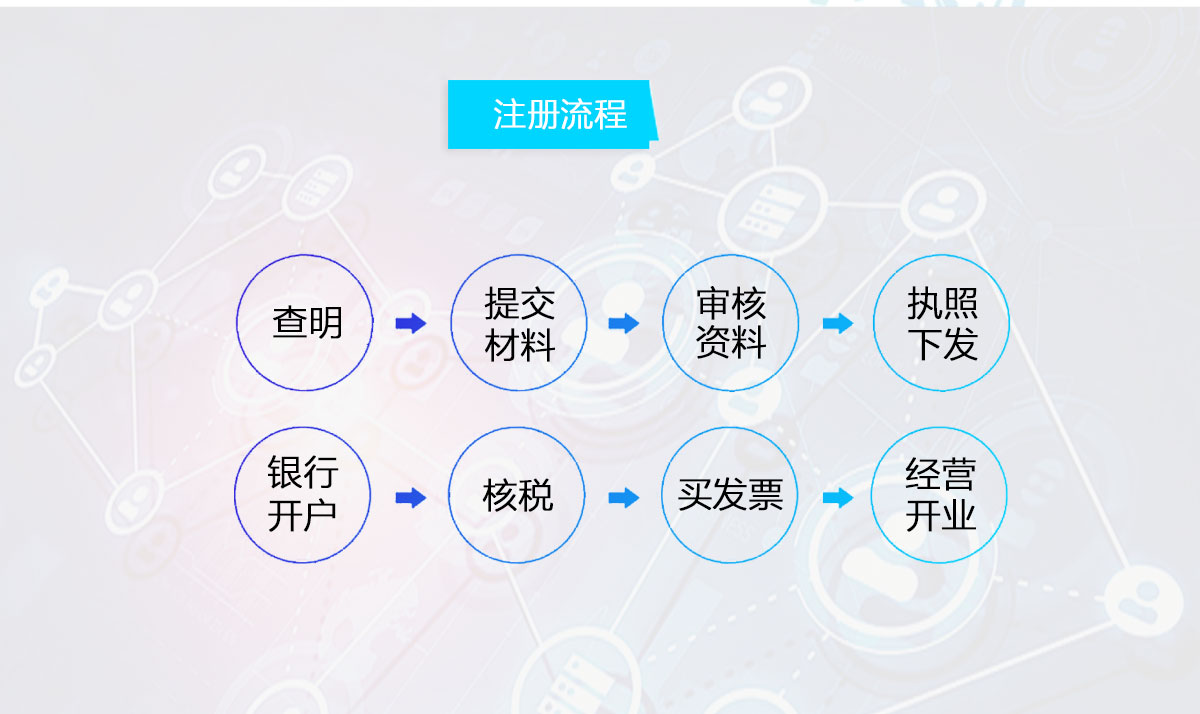 注册流程
查明
提交
材料
审核
资料
执照
下发
银行
开户
核税
买发票
经营
开业